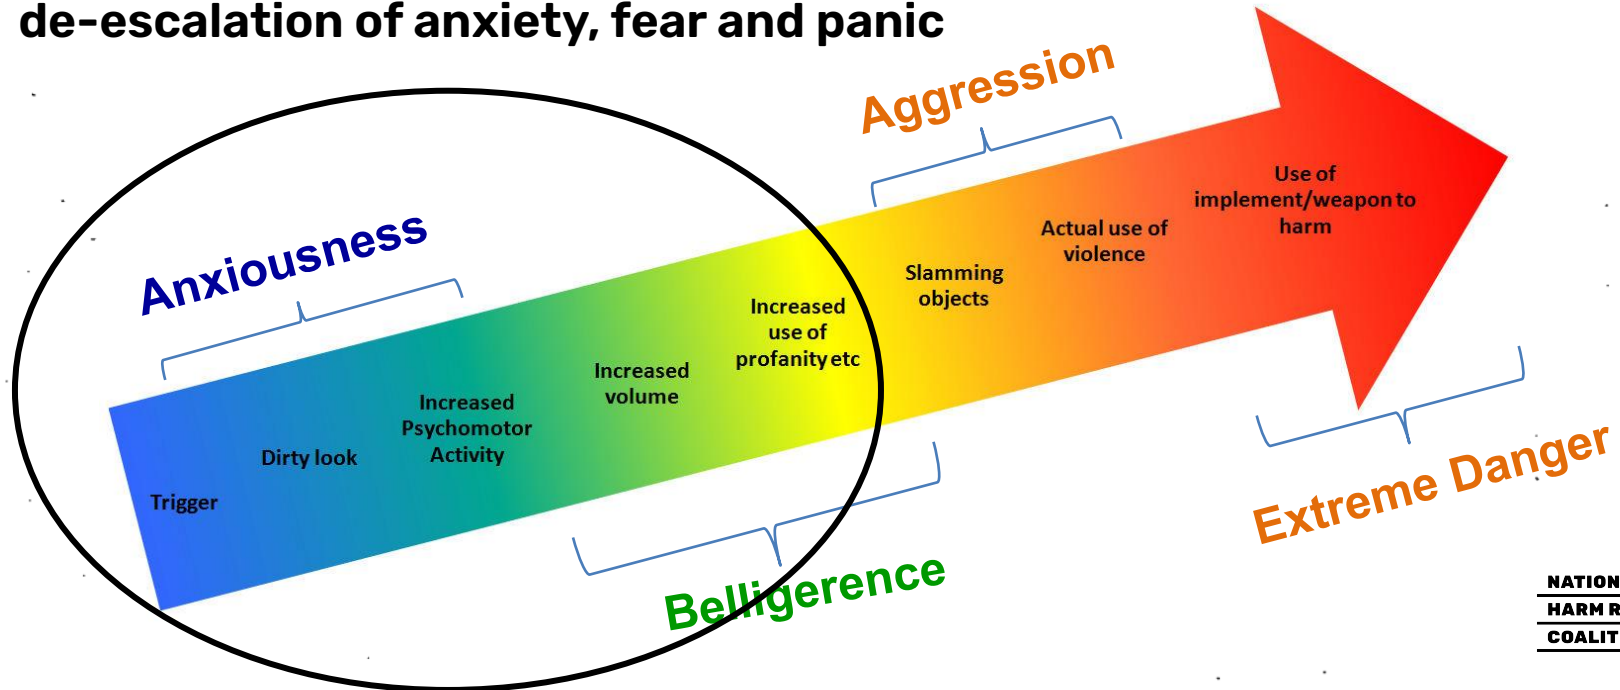 de-escalation of anxiety, fear and panic
Aggression
Use of
implement/weapon to
harm
Actual use of
violence
Anxiousness
Slamming
objects
Increased
use of
profanity etc
Increased
volume
Increased
Psychomotor
Activity
Dirty look
Trigger
Extreme Danger
Belligerence
NATION
HARM R
COALIT